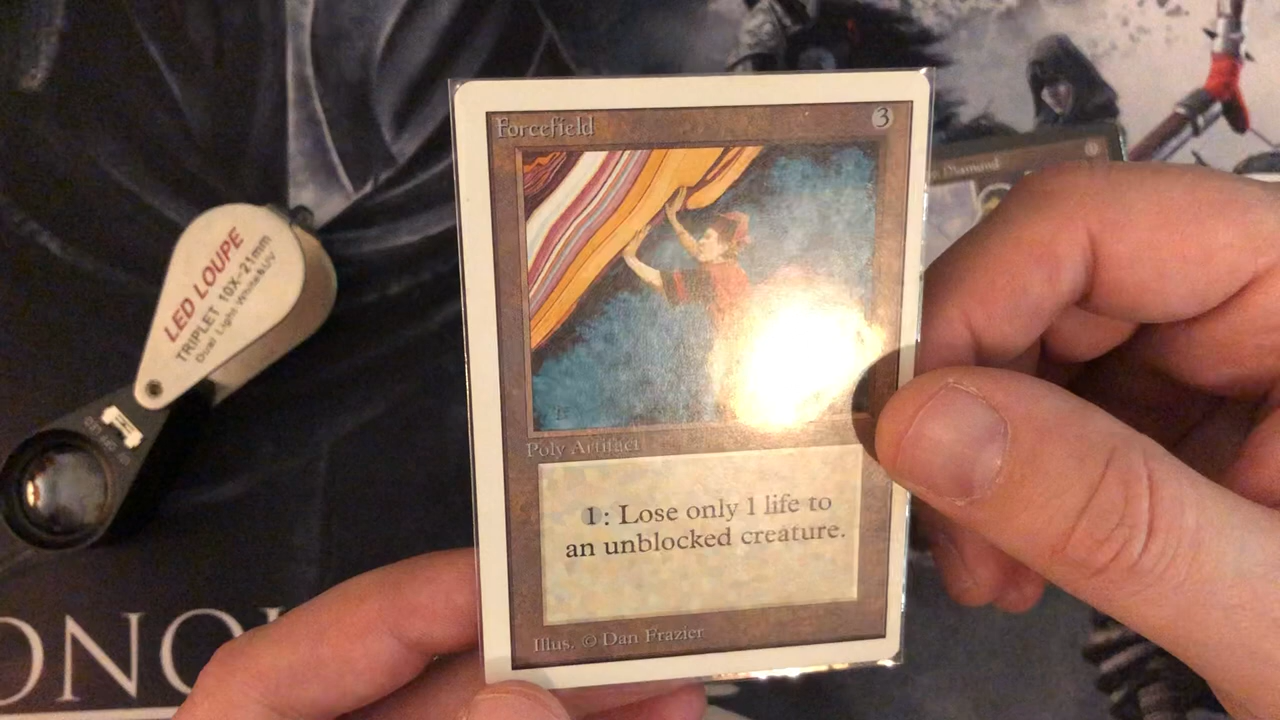 Forcefield
3
Diamond
LED LOUPE
TRIPLET 10X-21mm
Dual Light White&UV
Poly Artifact
1: Lose only 1 life to
an unblocked creature.
Illus. © Dan Frazier
ONO